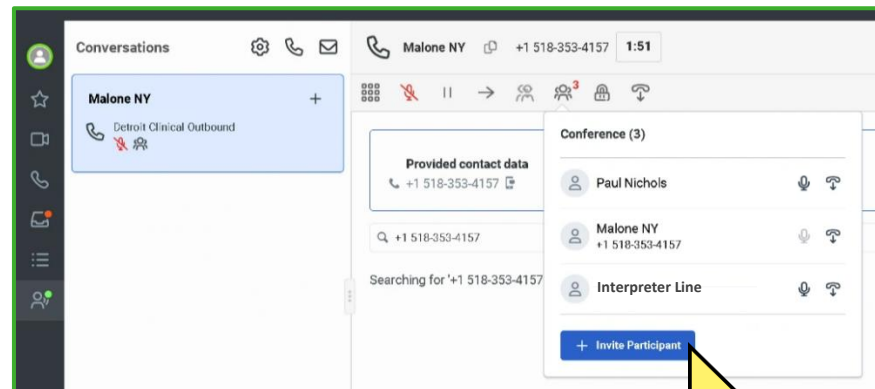 Conversations
Malone NY
Detroit Clinical Outbound
Malone NY +1 518-353-4157 1:51
3
Provided contact data
+1 518-353-4157
+1 518-353-4157
Searching for '+1 518-353-4157
Conference (3)
Paul Nichols
Malone NY
+1 518-353-4157
Interpreter Line
+ Invite Participant